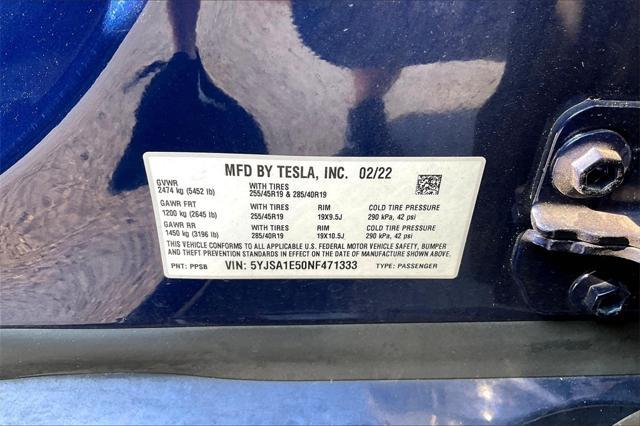 MFD BY TESLA, INC. 02/22
GVWR
2474 kg (5452 lb)
WITH TIRES
255/45R19 & 285/40R19
GAWR FRT
1200 kg (2645 lb)
WITH TIRES
255/45R19
RIM
19X9.5J
COLD TIRE PRESSURE
290 kPa, 42 psi
GAWR RR
1450 kg (3196 lb)
WITH TIRES
285/40R19
RIM
19X10.5J
COLD TIRE PRESSURE
290 kPa, 42 psi
THIS VEHICLE CONFORMS TO ALL APPLICABLE U.S. FEDERAL MOTOR VEHICLE SAFETY, BUMPER
AND THEFT PREVENTION STANDARDS IN EFFECT ON THE DATE OF MANUFACTURE SHOWN ABOVE.
PNT: PPSB VIN: 5YJSA1E50NF471333 TYPE: PASSENGER